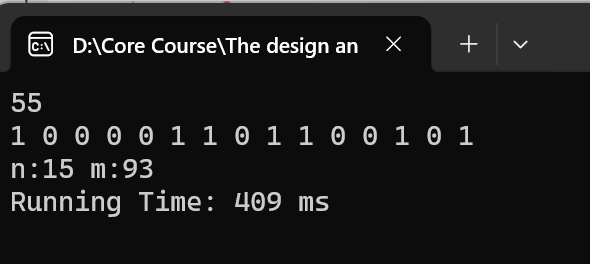 D:\Core Course\The design an
55
1 0 0 0 0 1 1 0 1 1 0 0 1 0 1
n:15 m:93
Running Time: 409 ms